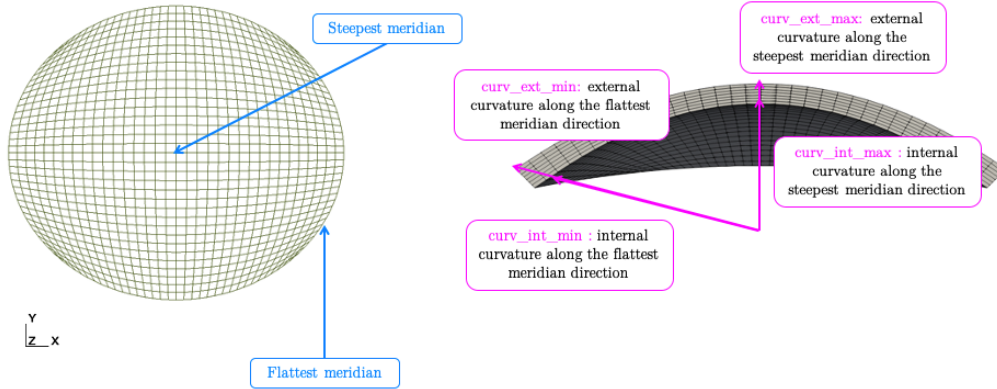 Steepest meridian
Flattest meridian
Y
Z X
curv_ext_max: external
curvature along the
steepest meridian direction
curv_ext_min: external
curvature along the flattest
meridian direction
curv_int_max : internal
curvature along the
steepest meridian direction
curv_int_min : internal
curvature along the flattest
meridian direction